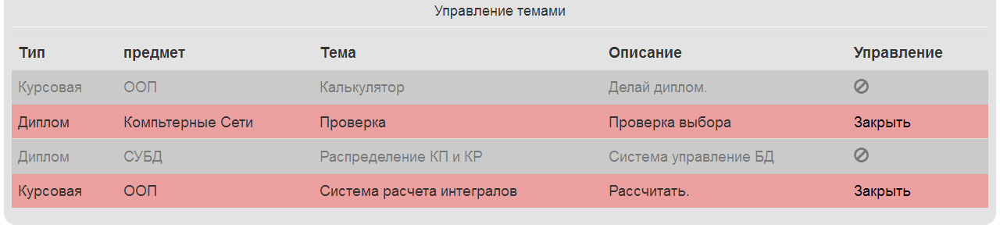 Управление темами
Тип предмет Тема Описание Управление
Курсовая ООП Калькулятор Делай диплом.
Диплом Компьтерные Сети Проверка Проверка выбора Закрыть
Диплом СУБД Распределение КП и КР Система управление БД
Курсовая ООП Система расчета интегралов Рассчитать. Закрыть